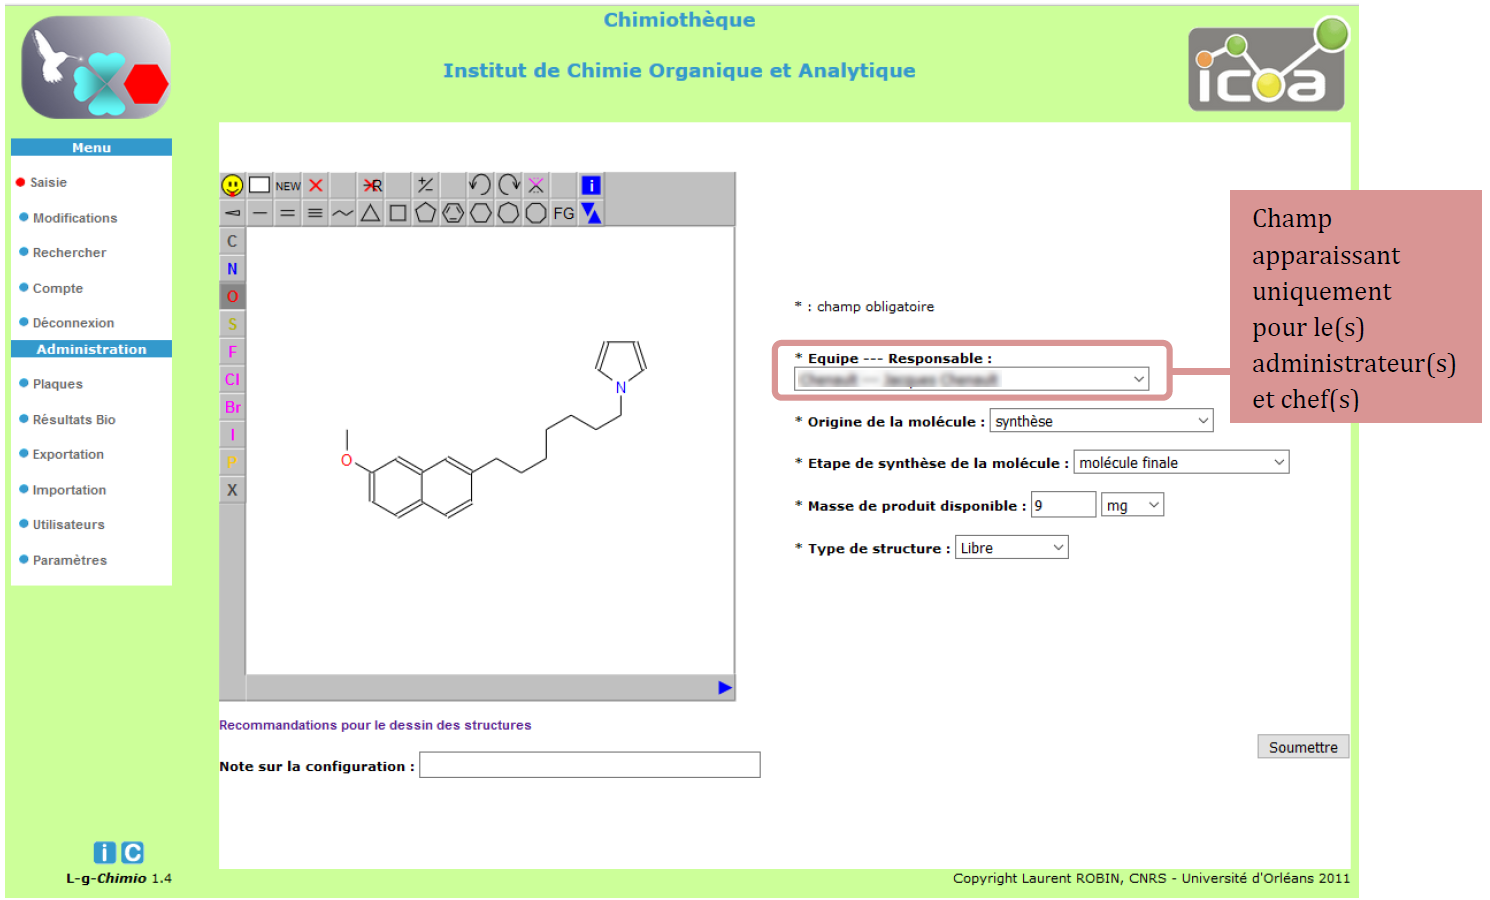 Chimiothèque
Institut de Chimie Organique et Analytique
icoa
Menu
Saisie
Modifications
Rechercher
Compte
Déconnexion
Administration
Plaques
Résultats Bio
Exportation
Importation
Utilisateurs
Paramètres
NEW
R
+/-
i
FG
C
N
O
S
F
Cl
Br
I
P
X
N
O
Recommandations pour le dessin des structures
Note sur la configuration :
* : champ obligatoire
* Equipe --- Responsable :
* Origine de la molécule : synthèse
* Etape de synthèse de la molécule : molécule finale
* Masse de produit disponible : 9 mg
* Type de structure : Libre
Champ
apparaissant
uniquement
pour le(s)
administrateur(s)
et chef(s)
Soumettre
i C
L-g-Chimio 1.4
Copyright Laurent ROBIN, CNRS - Université d'Orléans 2011